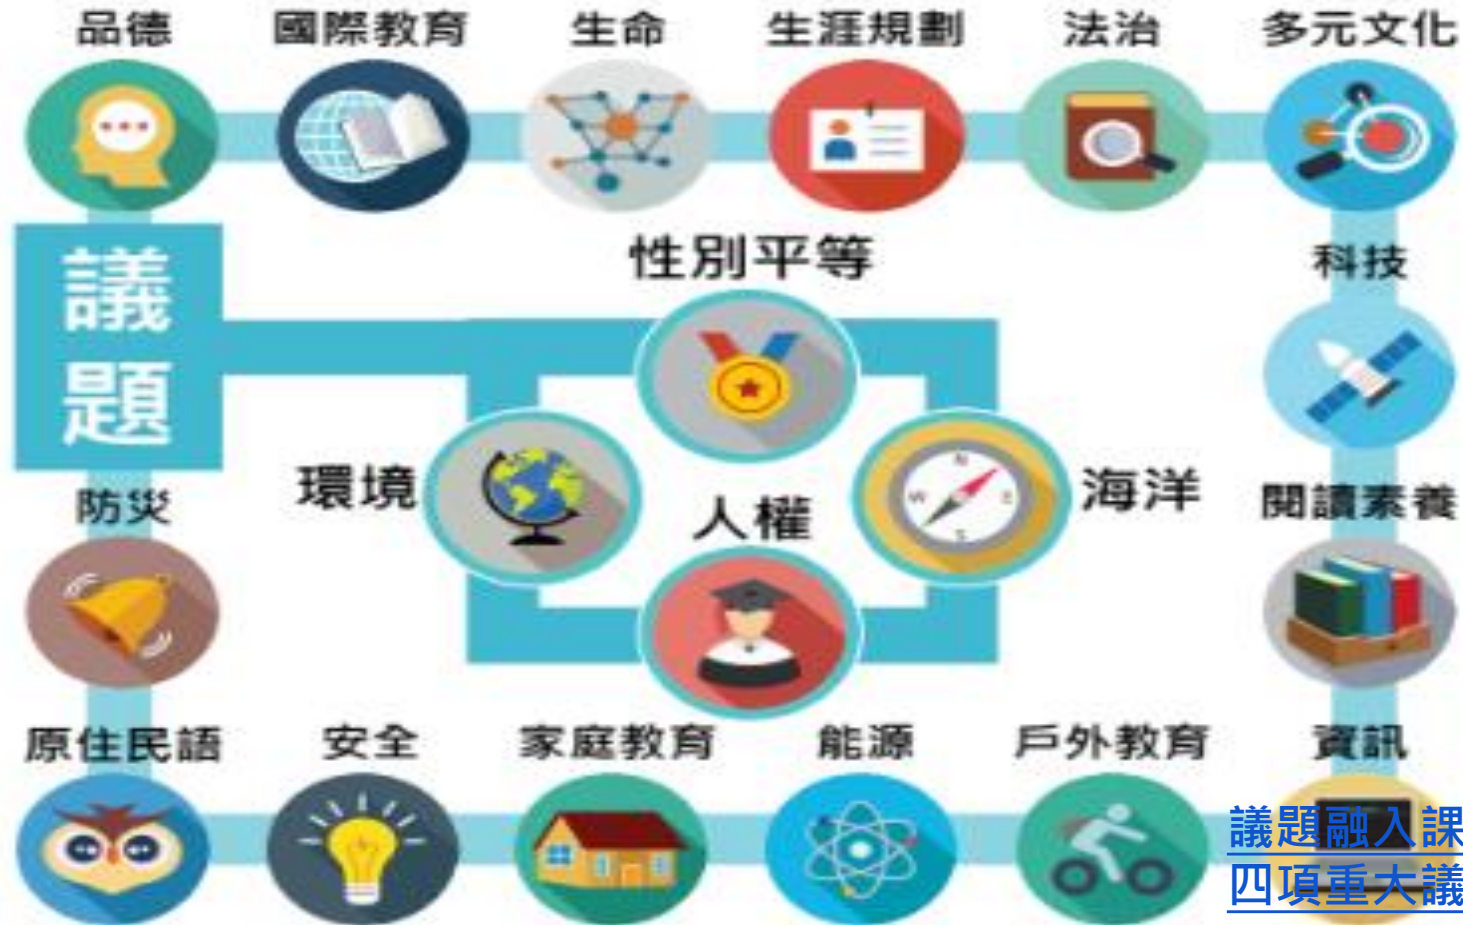 品德
國際教育
生命
生涯規劃
法治
多元文化
議
題
性別平等
科技
環境
人權
海洋
閱讀素養
防災
N
W
E
S
原住民語
安全
家庭教育
能源
戶外教育
資訊
議題融入課
四項重大議